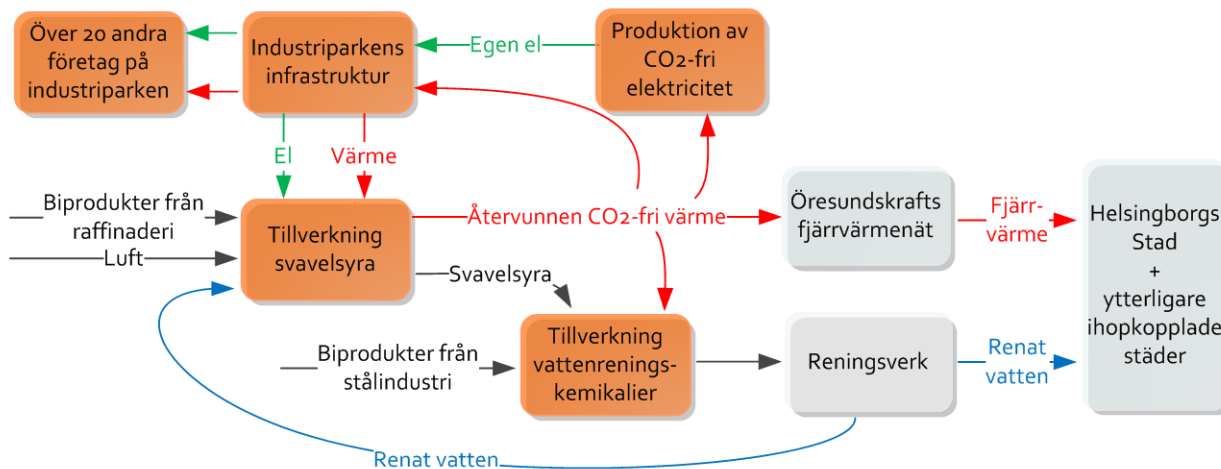 Över 20 andra
företag på
industriparken
Industriparkens
infrastruktur
Egen el
Produktion av
CO2-fri
elektricitet
El
Värme
Biprodukter från
raffinaderi
Luft
Tillverkning
svavelsyra
Återvunnen CO2-fri värme
Öresundskrafts
fjärrvärmenät
Fjärr-
värme
Helsingborgs
Stad
+
ytterligare
ihopkopplade
städer
Svavelsyra
Biprodukter från
stålindustri
Tillverkning
vattenrenings-
kemikalier
Reningsverk
Renat
vatten
Renat vatten